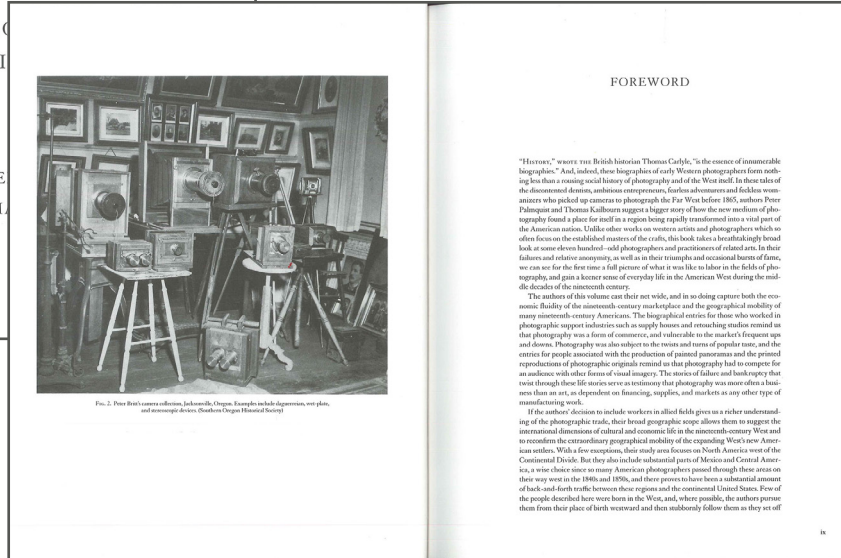 Fig. 2. Peter Britt's camera collection, Jacksonville, Oregon. Examples include daguerreian, wet-plate,
and stereoscopic devices. (Southern Oregon Historical Society)
FOREWORD
"History," wrote the British historian Thomas Carlyle, "is the essence of innumerable
biographies." And, indeed, these biographies of early Western photographers form noth-
ing less than a rousing social history of photography and of the West itself. In these tales of
the discontented dentists, ambitious entrepreneurs, fearless adventurers and feckless wom-
anizers who picked up cameras to photograph the Far West before 1865, authors Peter
Palmquist and Thomas Kailbourn suggest a bigger story of how the new medium of pho-
tography found a place for itself in a region being rapidly transformed into a vital part of
the American nation. Unlike other works on western artists and photographers which so
often focus on the established masters of the crafts, this book takes a breathtakingly broad
look at some eleven hundred–odd photographers and practitioners of related arts. In their
failures and relative anonymity, as well as in their triumphs and occasional bursts of fame,
we can see for the first time a full picture of what it was like to labor in the fields of pho-
tography, and gain a keener sense of everyday life in the American West during the mid-
dle decades of the nineteenth century.
The authors of this volume cast their net wide, and in so doing capture both the eco-
nomic fluidity of the nineteenth-century marketplace and the geographical mobility of
many nineteenth-century Americans. The biographical entries for those who worked in
photographic support industries such as supply houses and retouching studios remind us
that photography was a form of commerce, and vulnerable to the market's frequent ups
and downs. Photography was also subject to the twists and turns of popular taste, and the
entries for people associated with the production of painted panoramas and the printed
reproductions of photographic originals remind us that photography had to compete for
an audience with other forms of visual imagery. The stories of failure and bankruptcy that
twist through these life stories serve as testimony that photography was more often a busi-
ness than an art, as dependent on financing, supplies, and markets as any other type of
manufacturing work.
If the authors' decision to include workers in allied fields gives us a richer understand-
ing of the photographic trade, their broad geographic scope allows them to suggest the
international dimensions of cultural and economic life in the nineteenth-century West and
to reconfirm the extraordinary geographical mobility of the expanding West's new Amer-
ican settlers. With a few exceptions, their study area focuses on North America west of the
Continental Divide. But they also include substantial parts of Mexico and Central Amer-
ica, a wise choice since so many American photographers passed through these areas on
their way west in the 1840s and 1850s, and there proves to have been a substantial amount
of back-and-forth traffic between these regions and the continental United States. Few of
the people described here were born in the West, and, where possible, the authors pursue
them from their place of birth westward and then stubbornly follow them as they set off
ix